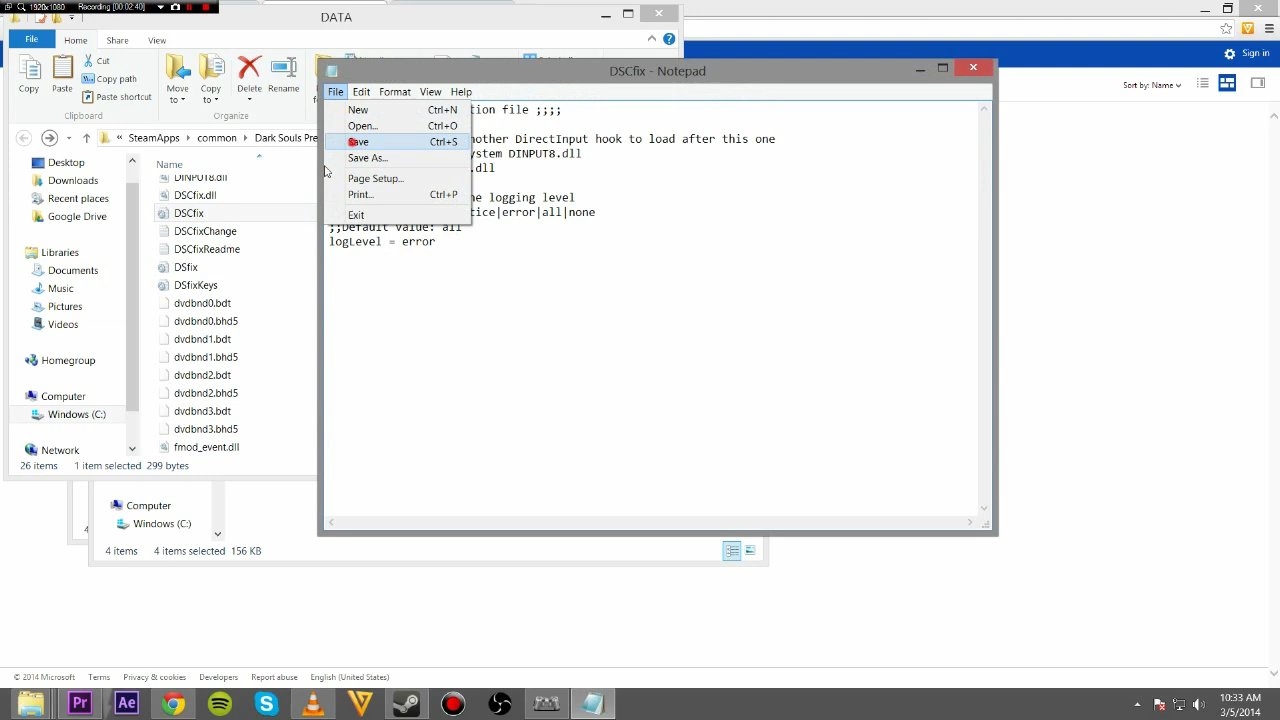 1920x1080 Recording [00:02:40]
DATA
File Home Share View
Sign in
Copy Paste Cut Copy path Paste shortcut
Move to Copy to Delete Rename
Clipboard Organize
Sort by: Name
DSCfix - Notepad
File Edit Format View Help
tion file ;;;;
New Ctrl+N
Open... Ctrl+O
Save Ctrl+S
Save As...
Page Setup...
Print... Ctrl+P
Exit
nother DirectInput hook to load after this one
ystem DINPUT8.dll
.dll
he logging level
tice|error|all|none
;;Default value: all
logLevel = error
SteamApps common Dark Souls Pre
Name
Desktop
Downloads
Recent places
Google Drive
Libraries
Documents
Music
Pictures
Videos
Homegroup
Computer
Windows (C:)
Network
DINPUT8.dll
DSCfix.dll
DSCfix
DSCfixChange
DSCfixReadme
DSfix
DSfixKeys
dvdbnd0.bdt
dvdbnd0.bhd5
dvdbnd1.bdt
dvdbnd1.bhd5
dvdbnd2.bdt
dvdbnd2.bhd5
dvdbnd3.bdt
dvdbnd3.bhd5
fmod_event.dll
26 items 1 item selected 299 bytes
Computer
Windows (C:)
4 items 4 items selected 156 KB
© 2014 Microsoft Terms Privacy & cookies Developers Report abuse English (United States)
Pr Ae
10:33 AM
3/5/2014